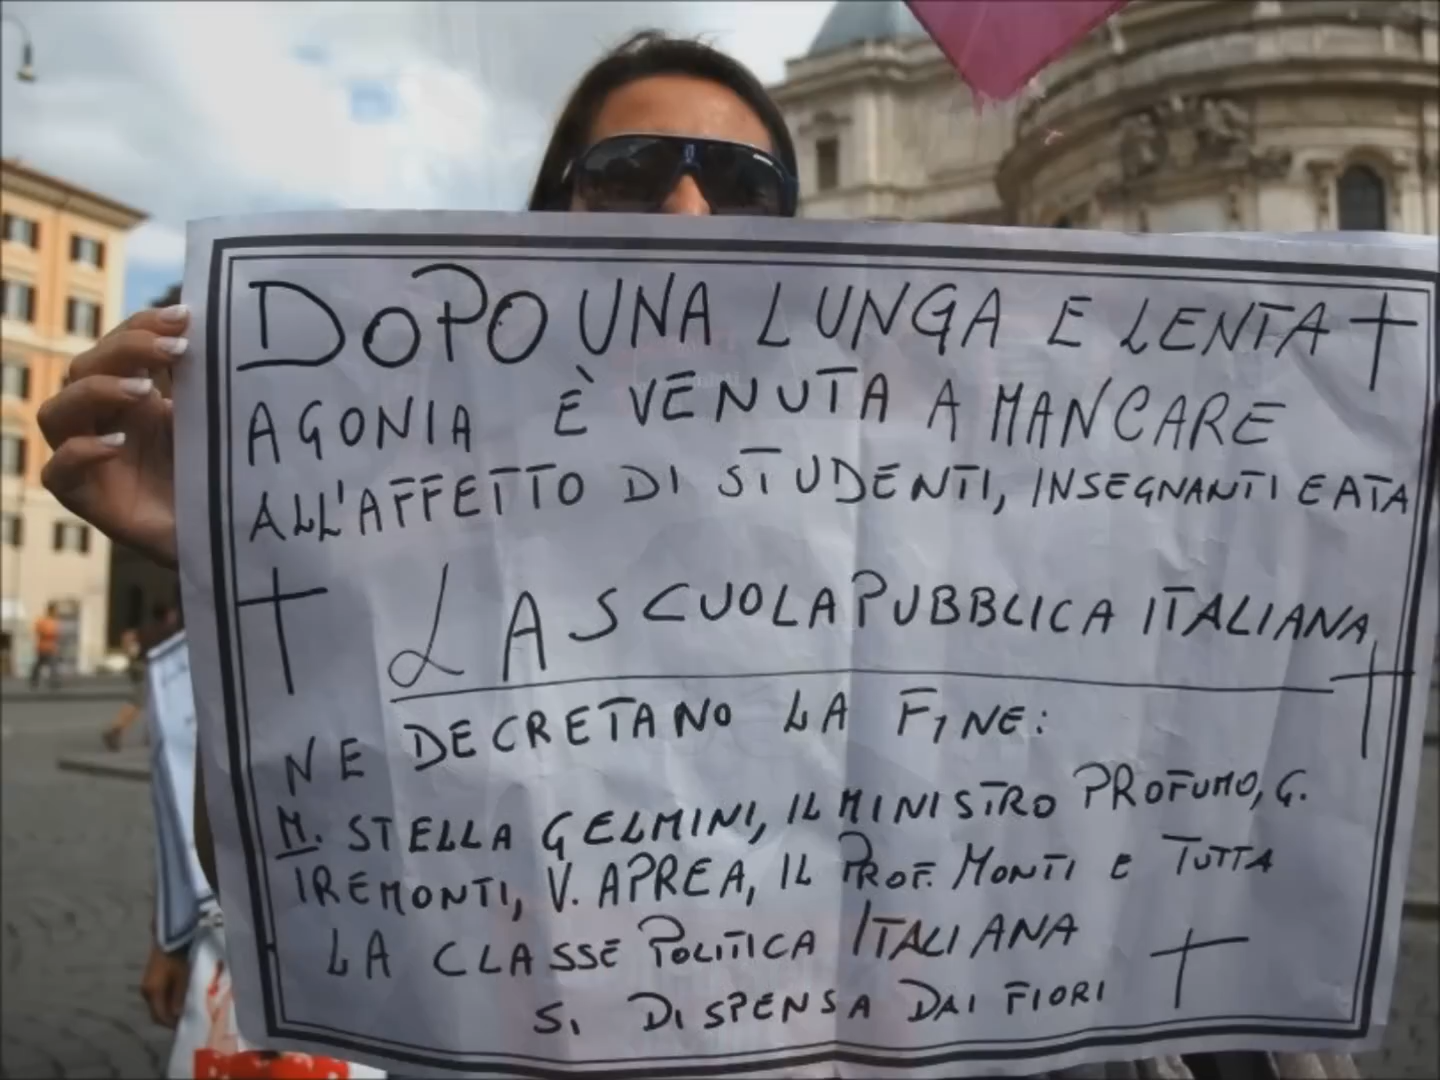 DOPO UNA LUNGA E LENTA
AGONIA È VENUTA A MANCARE
ALL'AFFETTO DI STUDENTI, INSEGNANTI E ATA
LA SCUOLA PUBBLICA ITALIANA
NE DECRETANO LA FINE:
M. STELLA GELMINI, IL MINISTRO PROFUMO, G.
TREMONTI, V. APREA, IL PROF. MONTI E TUTTA
LA CLASSE POLITICA ITALIANA
SI DISPENSA DAI FIORI